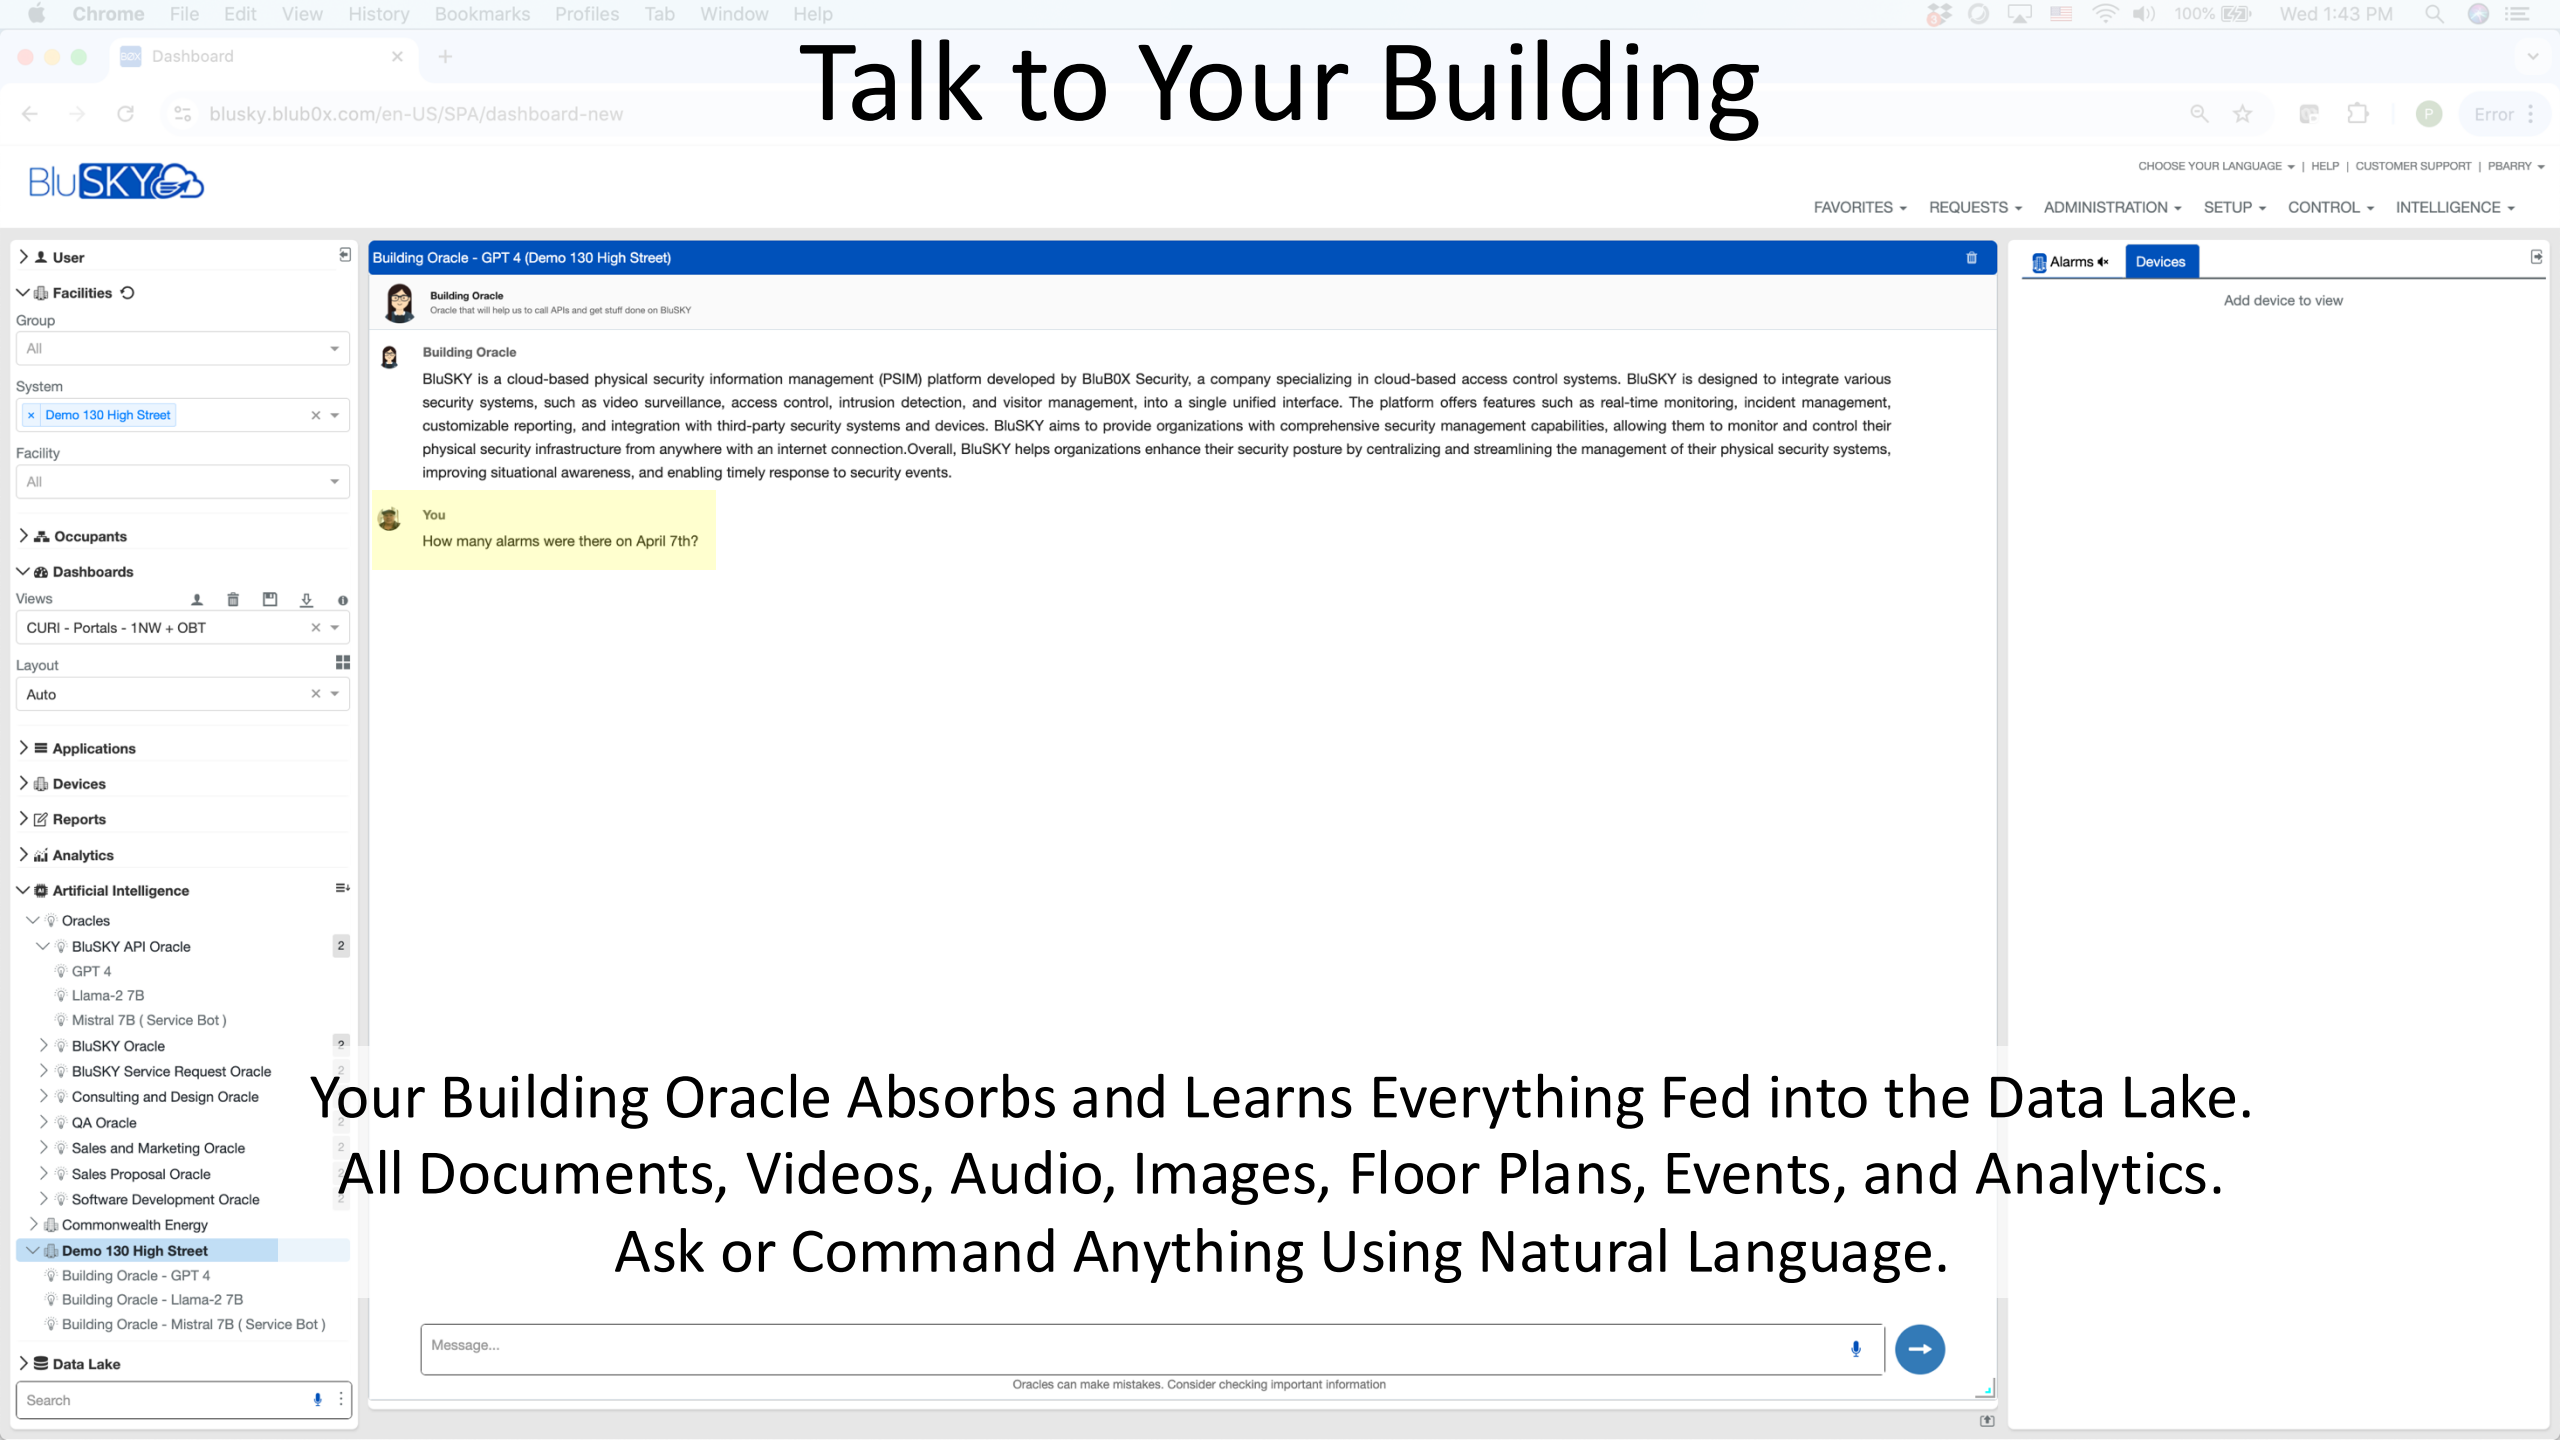 Chrome File Edit View History Bookmarks Profiles Tab Window Help
100% Wed 1:43 PM
Dashboard
Talk to Your Building
blusky.blub0x.com/en-US/SPA/dashboard-new
Error
BluSKY
CHOOSE YOUR LANGUAGE | HELP | CUSTOMER SUPPORT | PBARRY
FAVORITES REQUESTS ADMINISTRATION SETUP CONTROL INTELLIGENCE
User
Facilities
Group
All
System
× Demo 130 High Street
Facility
All
Occupants
Dashboards
Views
CURI - Portals - 1NW + OBT
Layout
Auto
Applications
Devices
Reports
Analytics
Artificial Intelligence
Oracles
BluSKY API Oracle 2
GPT 4
Llama-2 7B
Mistral 7B ( Service Bot )
BluSKY Oracle 2
BluSKY Service Request Oracle 2
Consulting and Design Oracle
QA Oracle 2
Sales and Marketing Oracle 2
Sales Proposal Oracle 2
Software Development Oracle 2
Commonwealth Energy
Demo 130 High Street
Building Oracle - GPT 4
Building Oracle - Llama-2 7B
Building Oracle - Mistral 7B ( Service Bot )
Data Lake
Search
Building Oracle - GPT 4 (Demo 130 High Street)
Building Oracle
Oracle that will help us to call APIs and get stuff done on BluSKY
Building Oracle
BluSKY is a cloud-based physical security information management (PSIM) platform developed by BluB0X Security, a company specializing in cloud-based access control systems. BluSKY is designed to integrate various
security systems, such as video surveillance, access control, intrusion detection, and visitor management, into a single unified interface. The platform offers features such as real-time monitoring, incident management,
customizable reporting, and integration with third-party security systems and devices. BluSKY aims to provide organizations with comprehensive security management capabilities, allowing them to monitor and control their
physical security infrastructure from anywhere with an internet connection.Overall, BluSKY helps organizations enhance their security posture by centralizing and streamlining the management of their physical security systems,
improving situational awareness, and enabling timely response to security events.
You
How many alarms were there on April 7th?
Your Building Oracle Absorbs and Learns Everything Fed into the Data Lake.
All Documents, Videos, Audio, Images, Floor Plans, Events, and Analytics.
Ask or Command Anything Using Natural Language.
Message...
Oracles can make mistakes. Consider checking important information
Alarms Devices
Add device to view